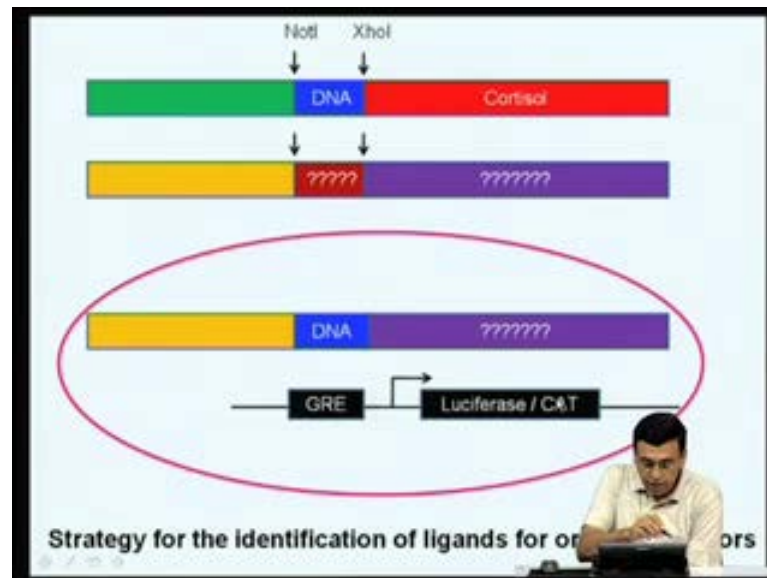 NotI XhoI
DNA Cortisol
????? ???????
DNA ???????
GRE Luciferase / CAT
Strategy for the identification of ligands for or ors